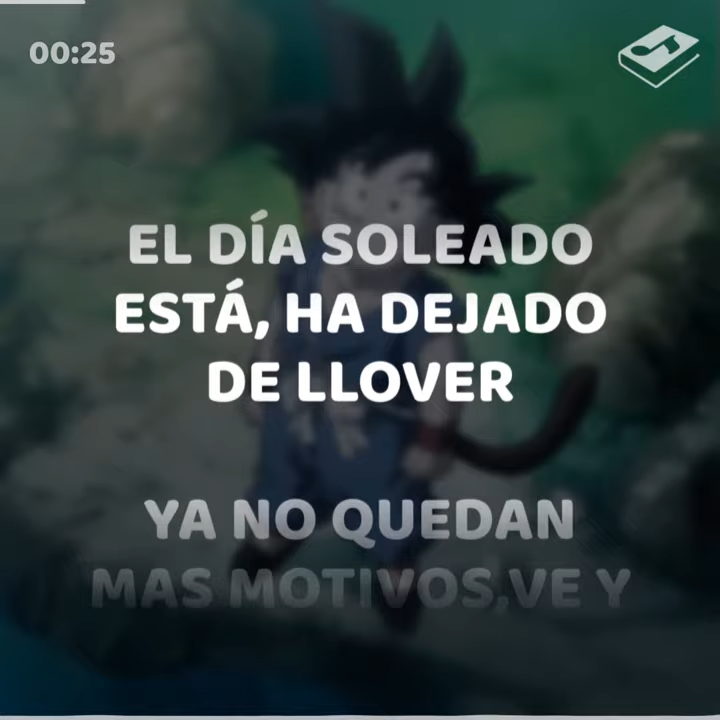 00:25
EL DÍA SOLEADO
ESTÁ, HA DEJADO
DE LLOVER
YA NO QUEDAN
MAS MOTIVOS,VE Y